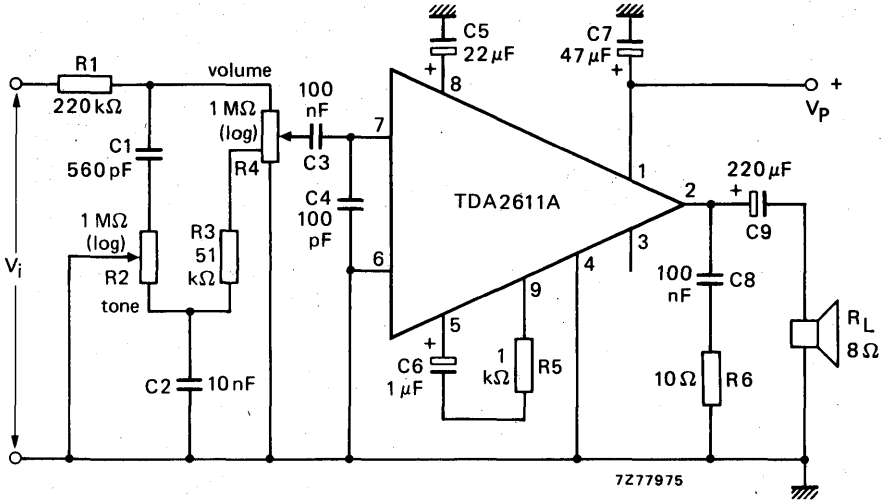 C5
22 μF
+
8
C7
47 μF
+
R1
220 kΩ
volume
1 MΩ
(log)
R4
100
nF
C3
7
+
Vp
1
C1
560 pF
C4
100
pF
TDA2611A
2
220 μF
+
C9
1 MΩ
(log)
R2
tone
R3
51
kΩ
Vi
6
3
4
9
5
100
nF
C8
+
C6
1 μF
1
kΩ
R5
RL
8 Ω
C2
10 nF
10 Ω
R6
7Z77975